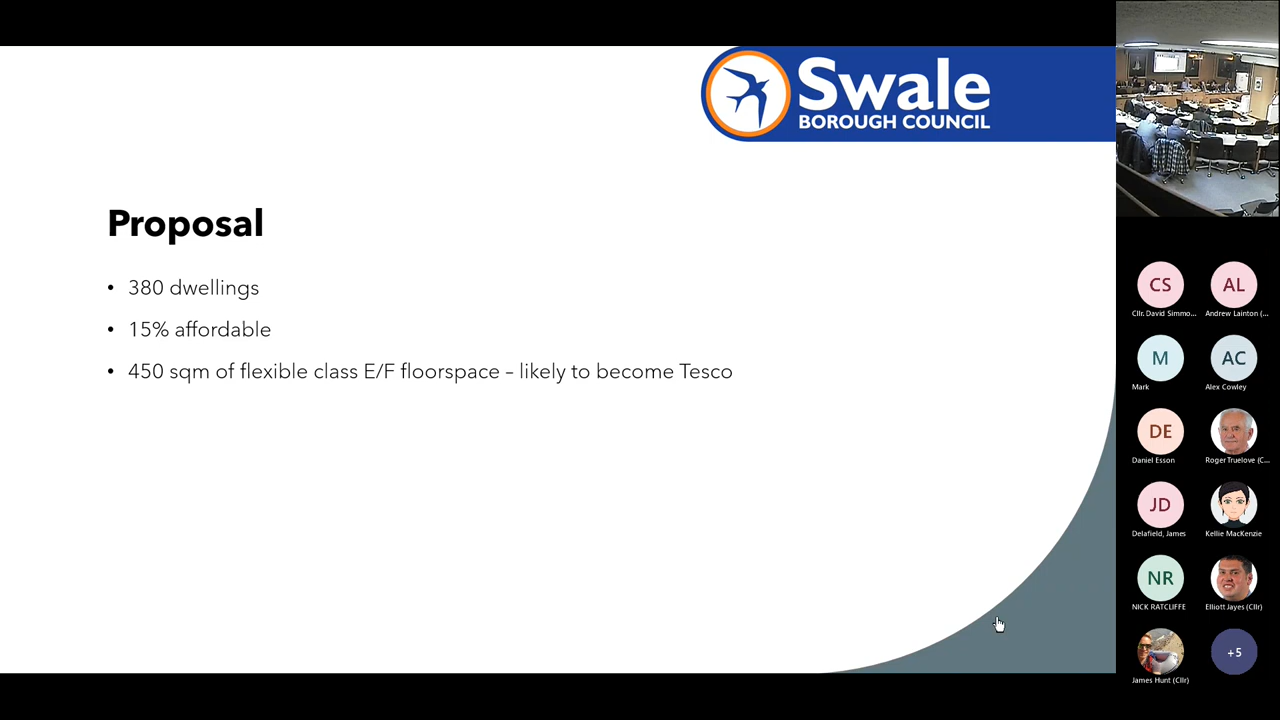 Swale
BOROUGH COUNCIL
Proposal
• 380 dwellings
• 15% affordable
• 450 sqm of flexible class E/F floorspace – likely to become Tesco
CS
AL
Cllr. David Simmo...
Andrew Lainton (...
M
AC
Mark
Alex Cowley
DE
Daniel Esson
Roger Truelove (C...
JD
Delafield, James
Kellie MacKenzie
NR
NICK RATCLIFFE
Elliott Jayes (Cllr)
+5
James Hunt (Cllr)